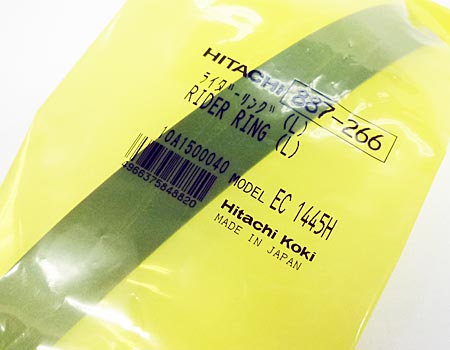 HITACHI 887-266
ライダ-リング (L)
RIDER RING (L)
10A1500040 MODEL EC 1445H
4966375848820 Hitachi Koki
MADE IN JAPAN